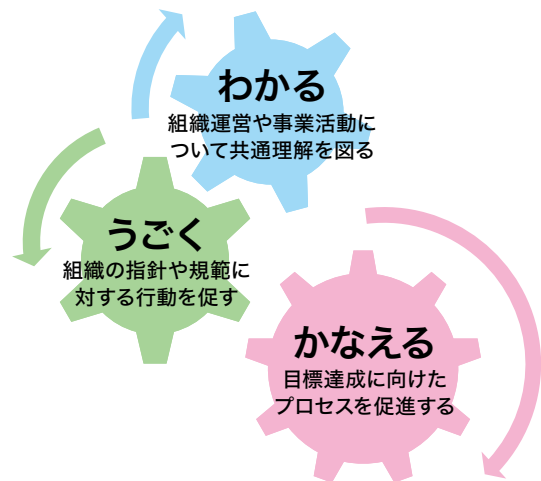 わかる
組織運営や事業活動に
ついて共通理解を図る
うごく
組織の指針や規範に
対する行動を促す
かなえる
目標達成に向けた
プロセスを促進する